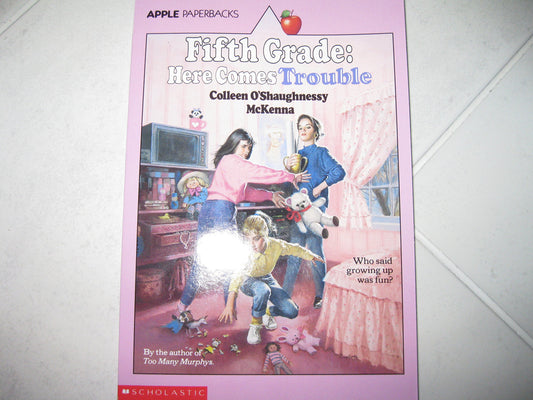 APPLE PAPERBACKS
Fifth Grade:
Here Comes Trouble
Colleen O'Shaughnessy
McKenna
Who said
growing up
was fun?
By the author of
Too Many Murphys.
SCHOLASTIC